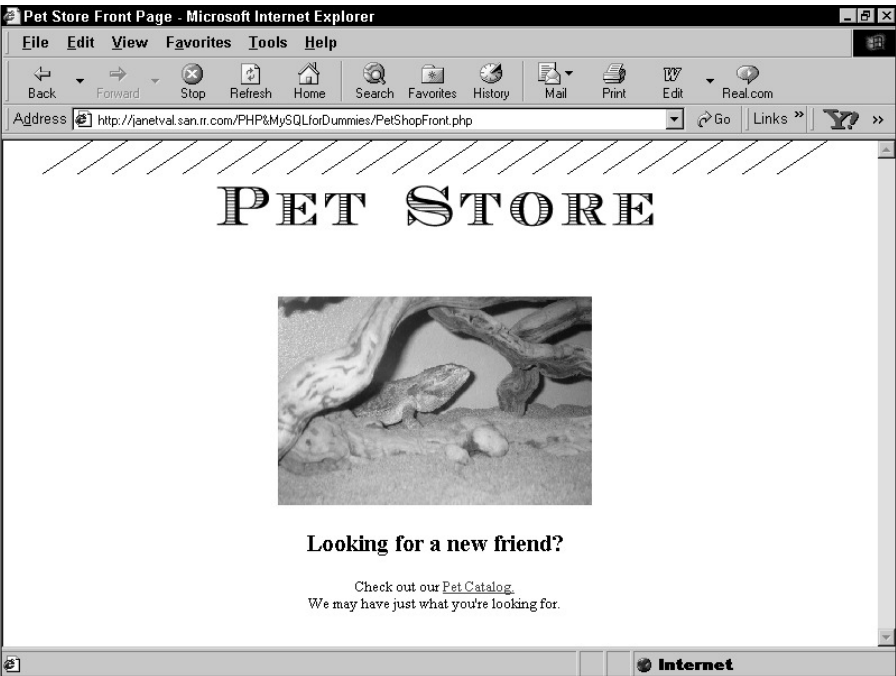 Pet Store Front Page - Microsoft Internet Explorer
File Edit View Favorites Tools Help
Back Forward Stop Refresh Home Search Favorites History Mail Print Edit Real.com
Address http://janetval.san.rr.com/PHP&MySQLforDummies/PetShopFront.php Go Links » Y? »
PET STORE
Looking for a new friend?
Check out our Pet Catalog.
We may have just what you're looking for.
Internet